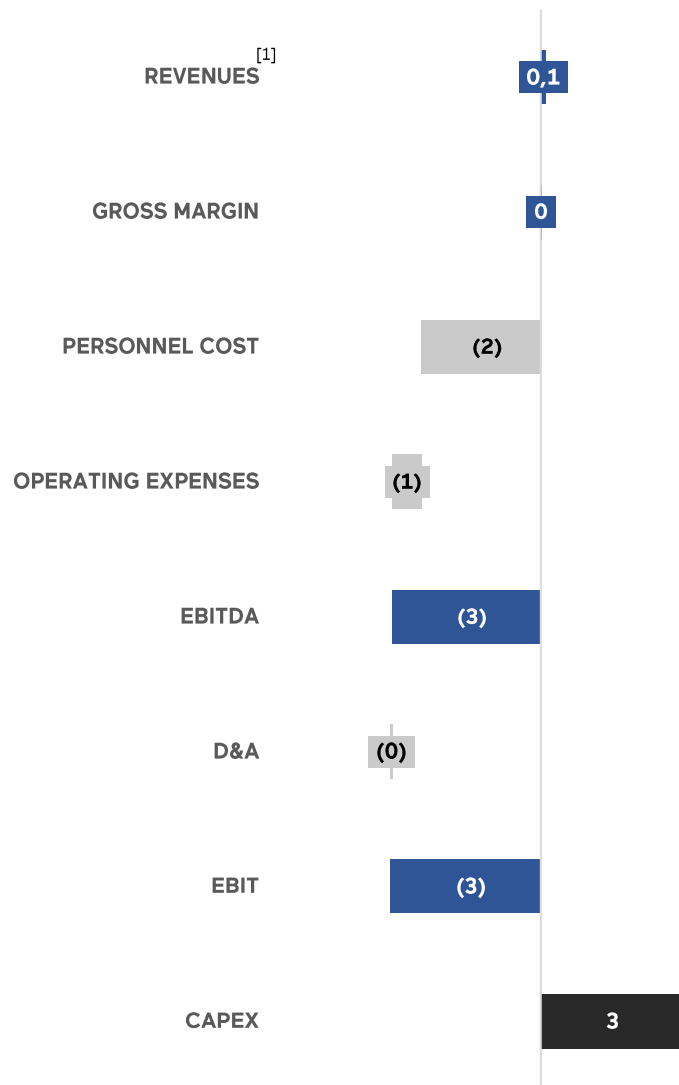 REVENUES [1] 0,1
GROSS MARGIN 0
PERSONNEL COST (2)
OPERATING EXPENSES (1)
EBITDA (3)
D&A (0)
EBIT (3)
CAPEX 3